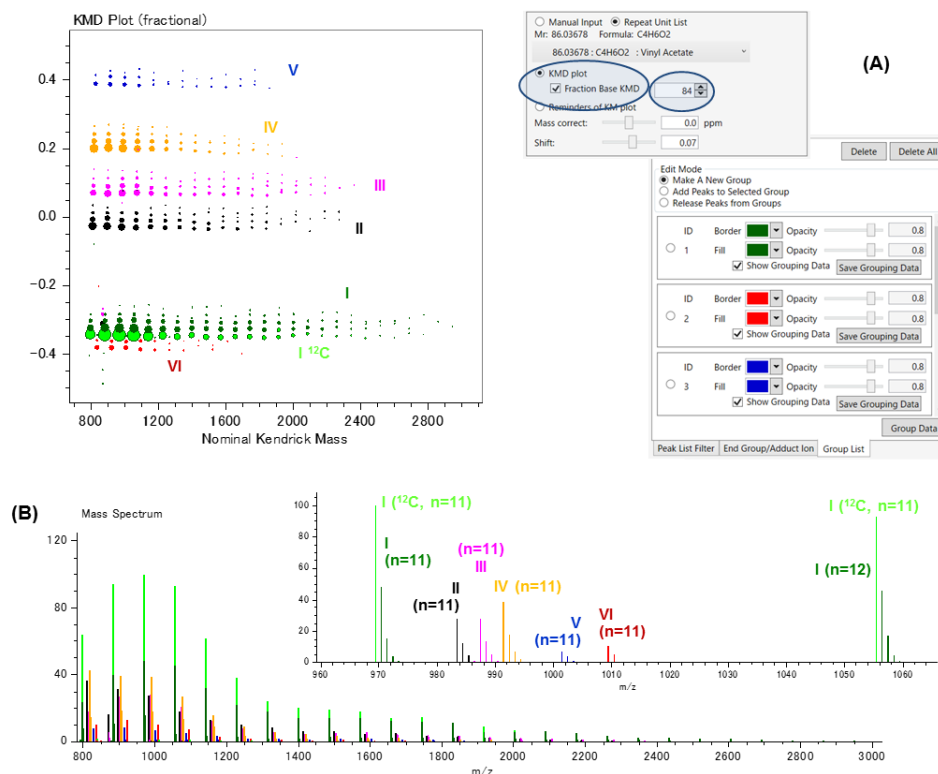 KMD Plot (fractional)
0.4
0.2
0.0
−0.2
−0.4
V
IV
III
II
I
I ¹²C
VI
800
1200
1600
2000
2400
2800
Nominal Kendrick Mass
Manual Input Repeat Unit List
Mr: 86.03678 Formula: C4H6O2
86.03678 : C4H6O2 : Vinyl Acetate
KMD plot
Fraction Base KMD 84
Reminders of KM plot
Mass correct: 0.0 ppm
Shift: 0.07
(A)
Delete Delete All
Edit Mode
Make A New Group
Add Peaks to Selected Group
Release Peaks from Groups
ID Border Opacity 0.8
1 Fill Opacity 0.8
Show Grouping Data Save Grouping Data
ID Border Opacity 0.8
2 Fill Opacity 0.8
Show Grouping Data Save Grouping Data
ID Border Opacity 0.8
3 Fill Opacity 0.8
Show Grouping Data Save Grouping Data
Group Data
Peak List Filter End Group/Adduct Ion Group List
(B)
Mass Spectrum
120
80
40
0
800 1000 1200 1400 1600 1800 2000 2200 2400 2600 2800 3000
m/z
100
80
60
40
20
0
I (¹²C, n=11)
I
(n=11)
II
(n=11)
(n=11)
III
IV (n=11)
V
(n=11)
VI
(n=11)
I (¹²C, n=11)
I (n=12)
960 970 980 990 1000 1010 1020 1030 1040 1050 1060
m/z